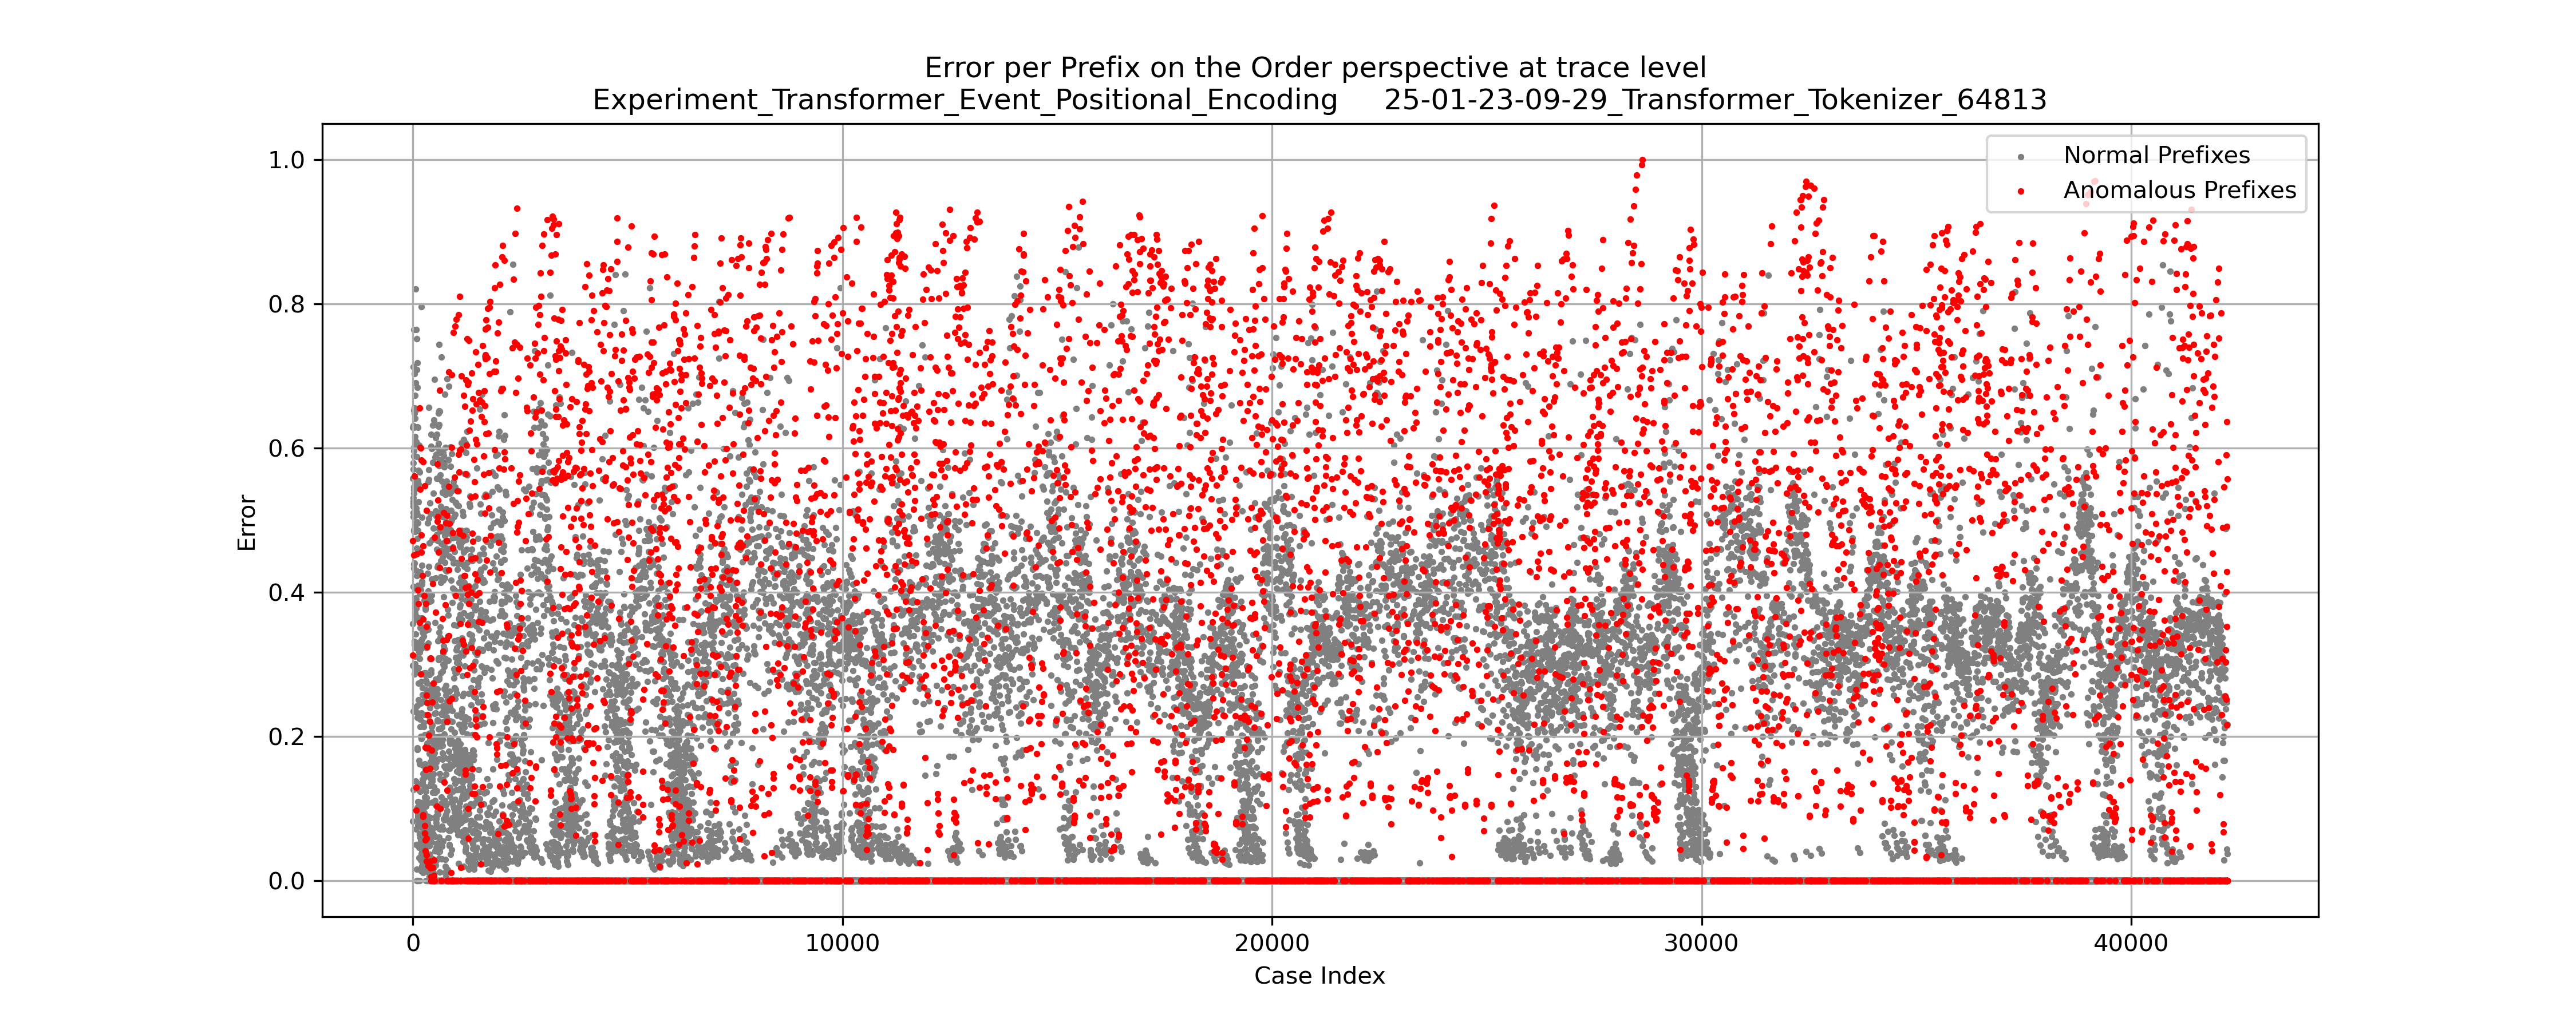 Error per Prefix on the Order perspective at trace level
Experiment_Transformer_Event_Positional_Encoding 25-01-23-09-29_Transformer_Tokenizer_64813
Normal Prefixes
Anomalous Prefixes
1.0
0.8
0.6
0.4
0.2
0.0
Error
0
10000
20000
30000
40000
Case Index